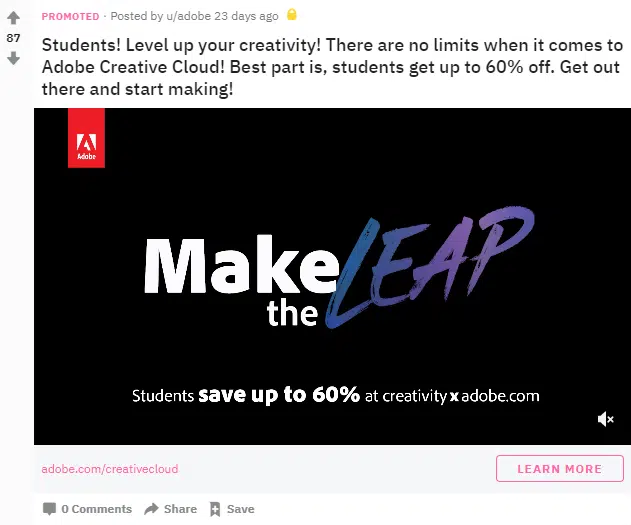 PROMOTED · Posted by u/adobe 23 days ago
87
Students! Level up your creativity! There are no limits when it comes to
Adobe Creative Cloud! Best part is, students get up to 60% off. Get out
there and start making!
Adobe
Make LEAP
the
Students save up to 60% at creativity x adobe.com
adobe.com/creativecloud
LEARN MORE
0 Comments Share Save